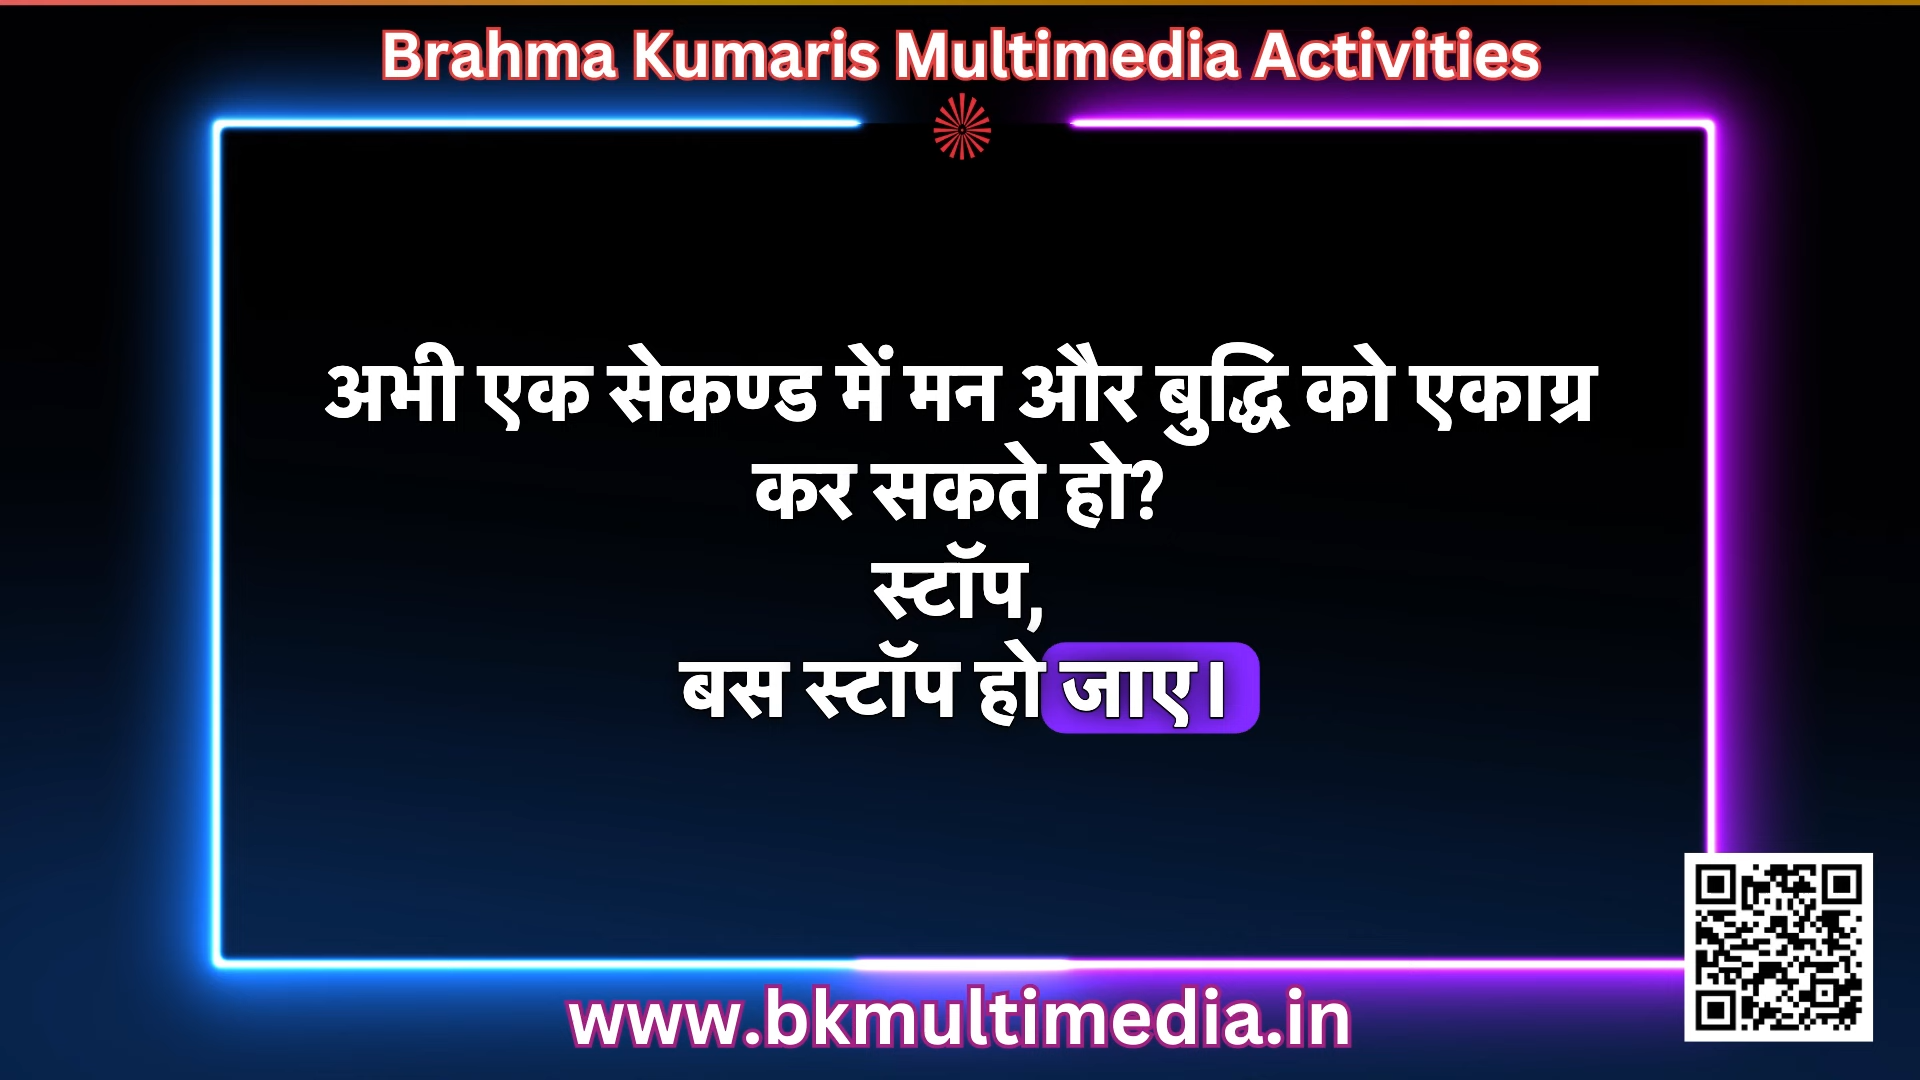 Brahma Kumaris Multimedia Activities
अभी एक सेकण्ड में मन और बुद्धि को एकाग्र
कर सकते हो?
स्टॉप,
बस स्टॉप हो जाए।
www.bkmultimedia.in